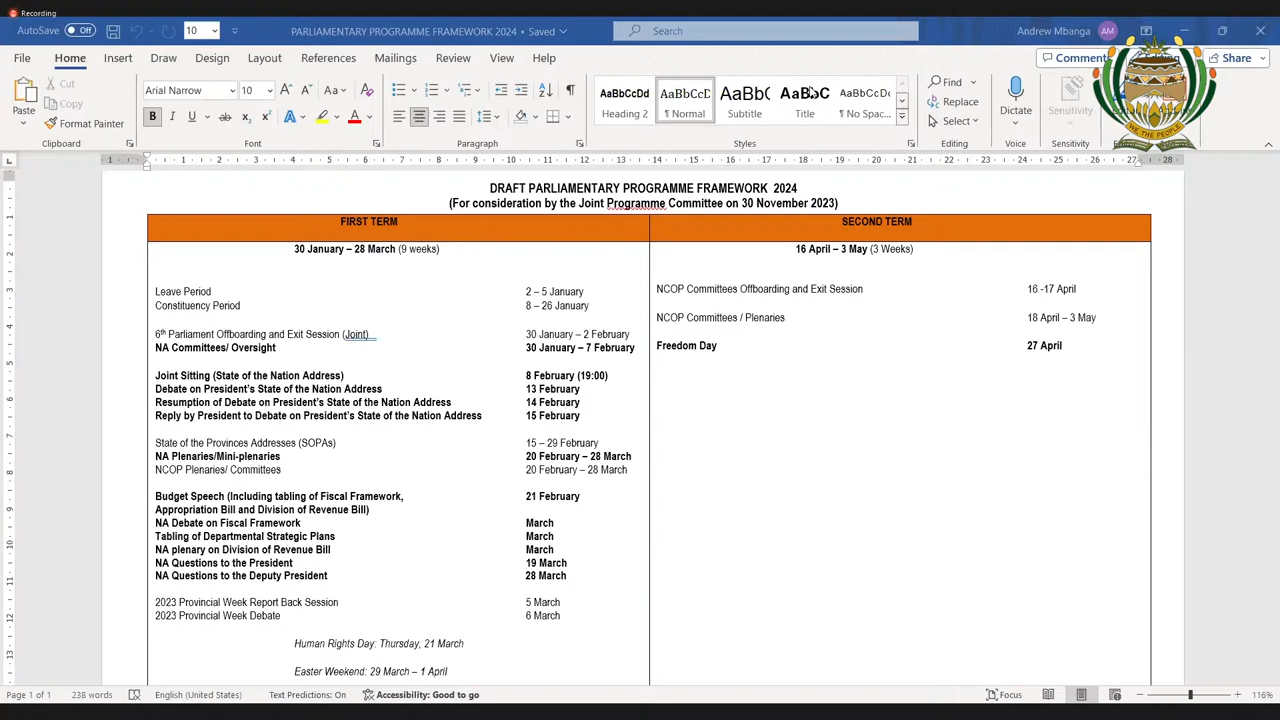 Recording
AutoSave Off 10 PARLIAMENTARY PROGRAMME FRAMEWORK 2024 - Saved Search Andrew Mbanga AM
File Home Insert Draw Design Layout References Mailings Review View Help Share
Paste Cut Copy Format Painter
Arial Narrow 10
AaBbCcDd AaBbCcD AaBb( AaBbC AaBbCcDd
Heading 2 ¶ Normal Subtitle Title ¶ No Spac...
Find Replace Select
Dictate Sensitivity
Clipboard Font Paragraph Styles Editing Voice Sensitivity
WE THE PEOPLE
DRAFT PARLIAMENTARY PROGRAMME FRAMEWORK 2024
(For consideration by the Joint Programme Committee on 30 November 2023)
FIRST TERM
30 January – 28 March (9 weeks)
Leave Period 2 – 5 January
Constituency Period 8 – 26 January
6th Parliament Offboarding and Exit Session (Joint) 30 January – 2 February
NA Committees/ Oversight 30 January – 7 February
Joint Sitting (State of the Nation Address) 8 February (19:00)
Debate on President's State of the Nation Address 13 February
Resumption of Debate on President's State of the Nation Address 14 February
Reply by President to Debate on President's State of the Nation Address 15 February
State of the Provinces Addresses (SOPAs) 15 – 29 February
NA Plenaries/Mini-plenaries 20 February – 28 March
NCOP Plenaries/ Committees 20 February – 28 March
Budget Speech (Including tabling of Fiscal Framework, 21 February
Appropriation Bill and Division of Revenue Bill)
NA Debate on Fiscal Framework March
Tabling of Departmental Strategic Plans March
NA plenary on Division of Revenue Bill March
NA Questions to the President 19 March
NA Questions to the Deputy President 28 March
2023 Provincial Week Report Back Session 5 March
2023 Provincial Week Debate 6 March
Human Rights Day: Thursday, 21 March
Easter Weekend: 29 March – 1 April
SECOND TERM
16 April – 3 May (3 Weeks)
NCOP Committees Offboarding and Exit Session 16 -17 April
NCOP Committees / Plenaries 18 April – 3 May
Freedom Day 27 April
Page 1 of 1 238 words English (United States) Text Predictions: On Accessibility: Good to go Focus 116%